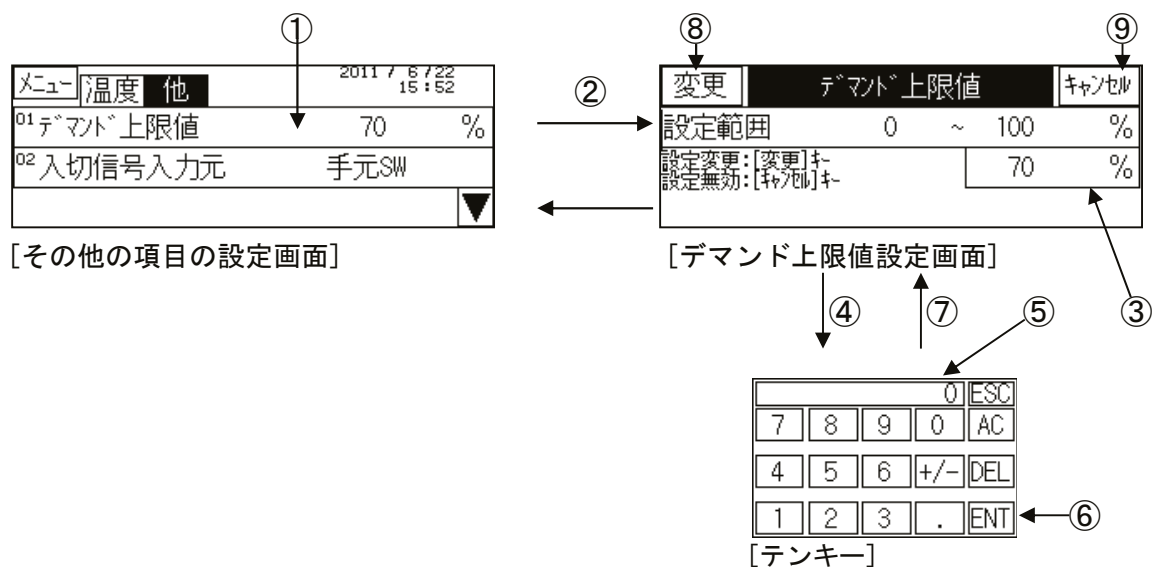 ①
メニュー 温度 他 2011 / 6 / 22
15:52
01 デマンド上限値 70 %
02 入切信号入力元 手元SW
▼
[その他の項目の設定画面]
②
⑧ ⑨
変更 デマンド上限値 キャンセル
設定範囲 0 ~ 100 %
設定変更:[変更]キー
設定無効:[キャンセル]キー
70 %
[デマンド上限値設定画面]
③
④ ⑦ ⑤
0 ESC
7 8 9 0 AC
4 5 6 +/- DEL
1 2 3 . ENT
⑥
[テンキー]